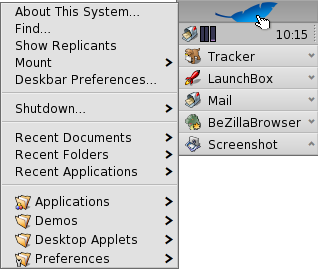 About This System...
Find...
Show Replicants
Mount
Deskbar Preferences...
Shutdown...
Recent Documents
Recent Folders
Recent Applications
Applications
Demos
Desktop Applets
Preferences
10:15
Tracker
LaunchBox
Mail
BeZillaBrowser
Screenshot